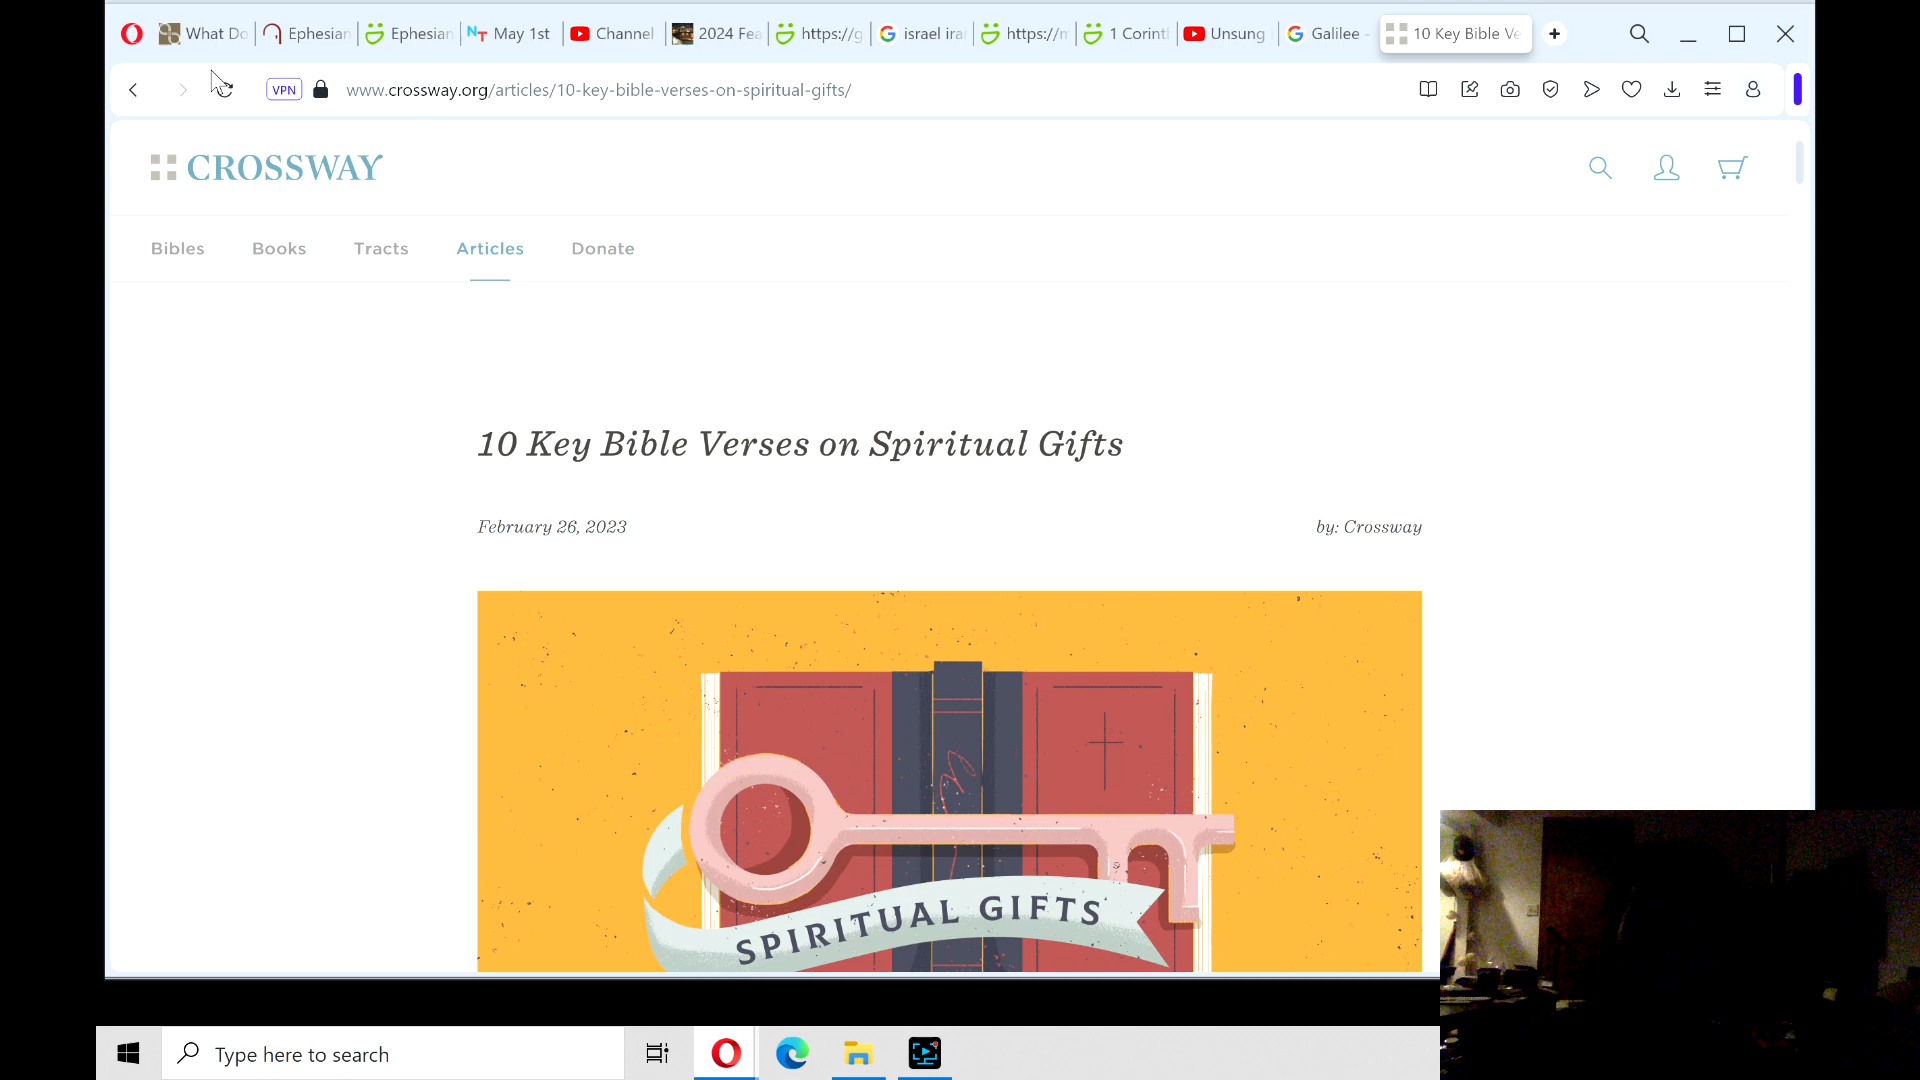 What Do
Ephesian
Ephesian
May 1st
Channel
2024 Fea
https://g
israel ira
https://m
1 Corint
Unsung
Galilee -
10 Key Bible Ve
VPN
www.crossway.org/articles/10-key-bible-verses-on-spiritual-gifts/
CROSSWAY
Bibles
Books
Tracts
Articles
Donate
10 Key Bible Verses on Spiritual Gifts
February 26, 2023
by: Crossway
SPIRITUAL GIFTS
Type here to search